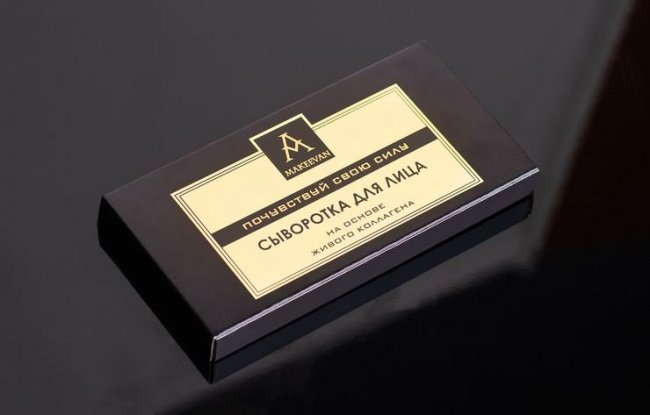 MAKEEVAN
ПОЧУВСТВУЙ СВОЮ СИЛУ
СЫВОРОТКА ДЛЯ ЛИЦА
НА ОСНОВЕ
ЖИВОГО КОЛЛАГЕНА